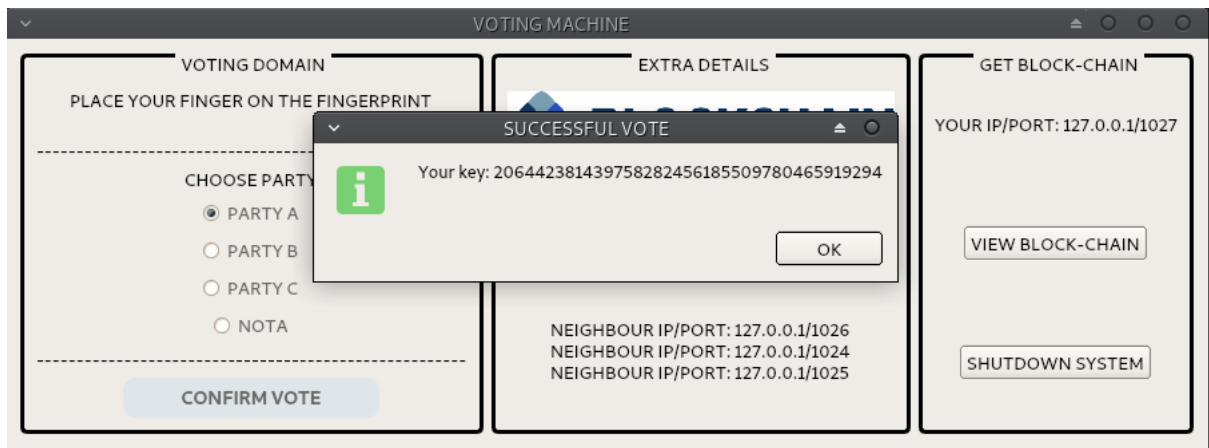 VOTING MACHINE
VOTING DOMAIN
PLACE YOUR FINGER ON THE FINGERPRINT
CHOOSE PARTY
PARTY A
PARTY B
PARTY C
NOTA
CONFIRM VOTE
EXTRA DETAILS
SUCCESSFUL VOTE
Your key: 206442381439758282456185509780465919294
OK
NEIGHBOUR IP/PORT: 127.0.0.1/1026
NEIGHBOUR IP/PORT: 127.0.0.1/1024
NEIGHBOUR IP/PORT: 127.0.0.1/1025
GET BLOCK-CHAIN
YOUR IP/PORT: 127.0.0.1/1027
VIEW BLOCK-CHAIN
SHUTDOWN SYSTEM